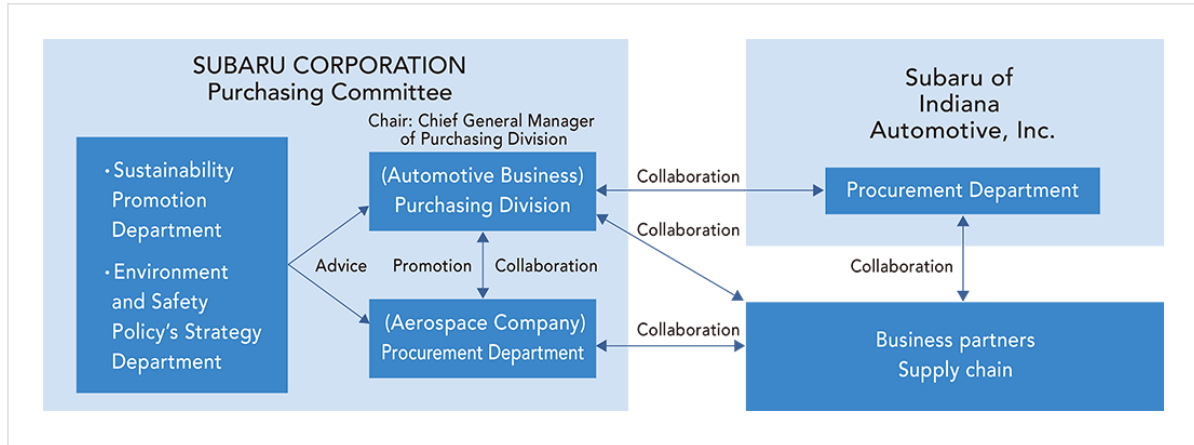 SUBARU CORPORATION
Purchasing Committee
Chair: Chief General Manager
of Purchasing Division
・Sustainability
Promotion
Department
・Environment
and Safety
Policy's Strategy
Department
Advice
(Automotive Business)
Purchasing Division
Promotion
Collaboration
(Aerospace Company)
Procurement Department
Collaboration
Collaboration
Collaboration
Subaru of
Indiana
Automotive, Inc.
Procurement Department
Collaboration
Business partners
Supply chain